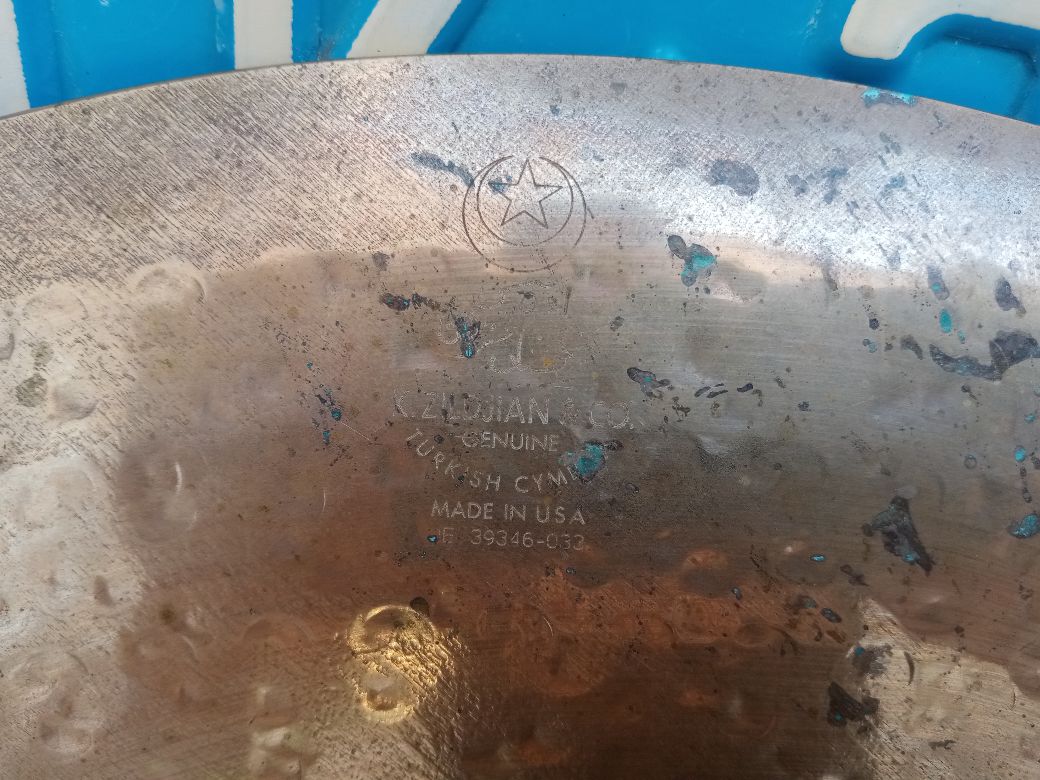 K. ZILDJIAN & CO.
GENUINE
TURKISH
MADE IN USA
39346-033